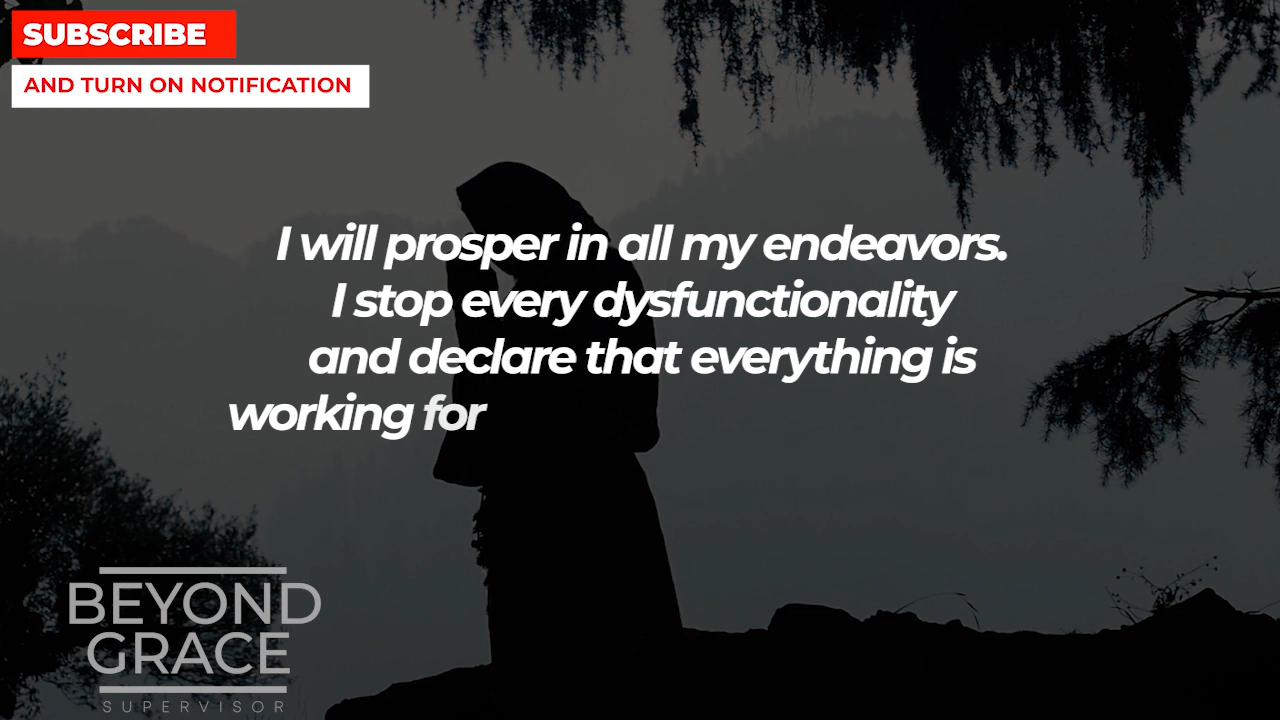 SUBSCRIBE
AND TURN ON NOTIFICATION
I will prosper in all my endeavors.
I stop every dysfunctionality
and declare that everything is
working for
BEYOND
GRACE
SUPERVISOR